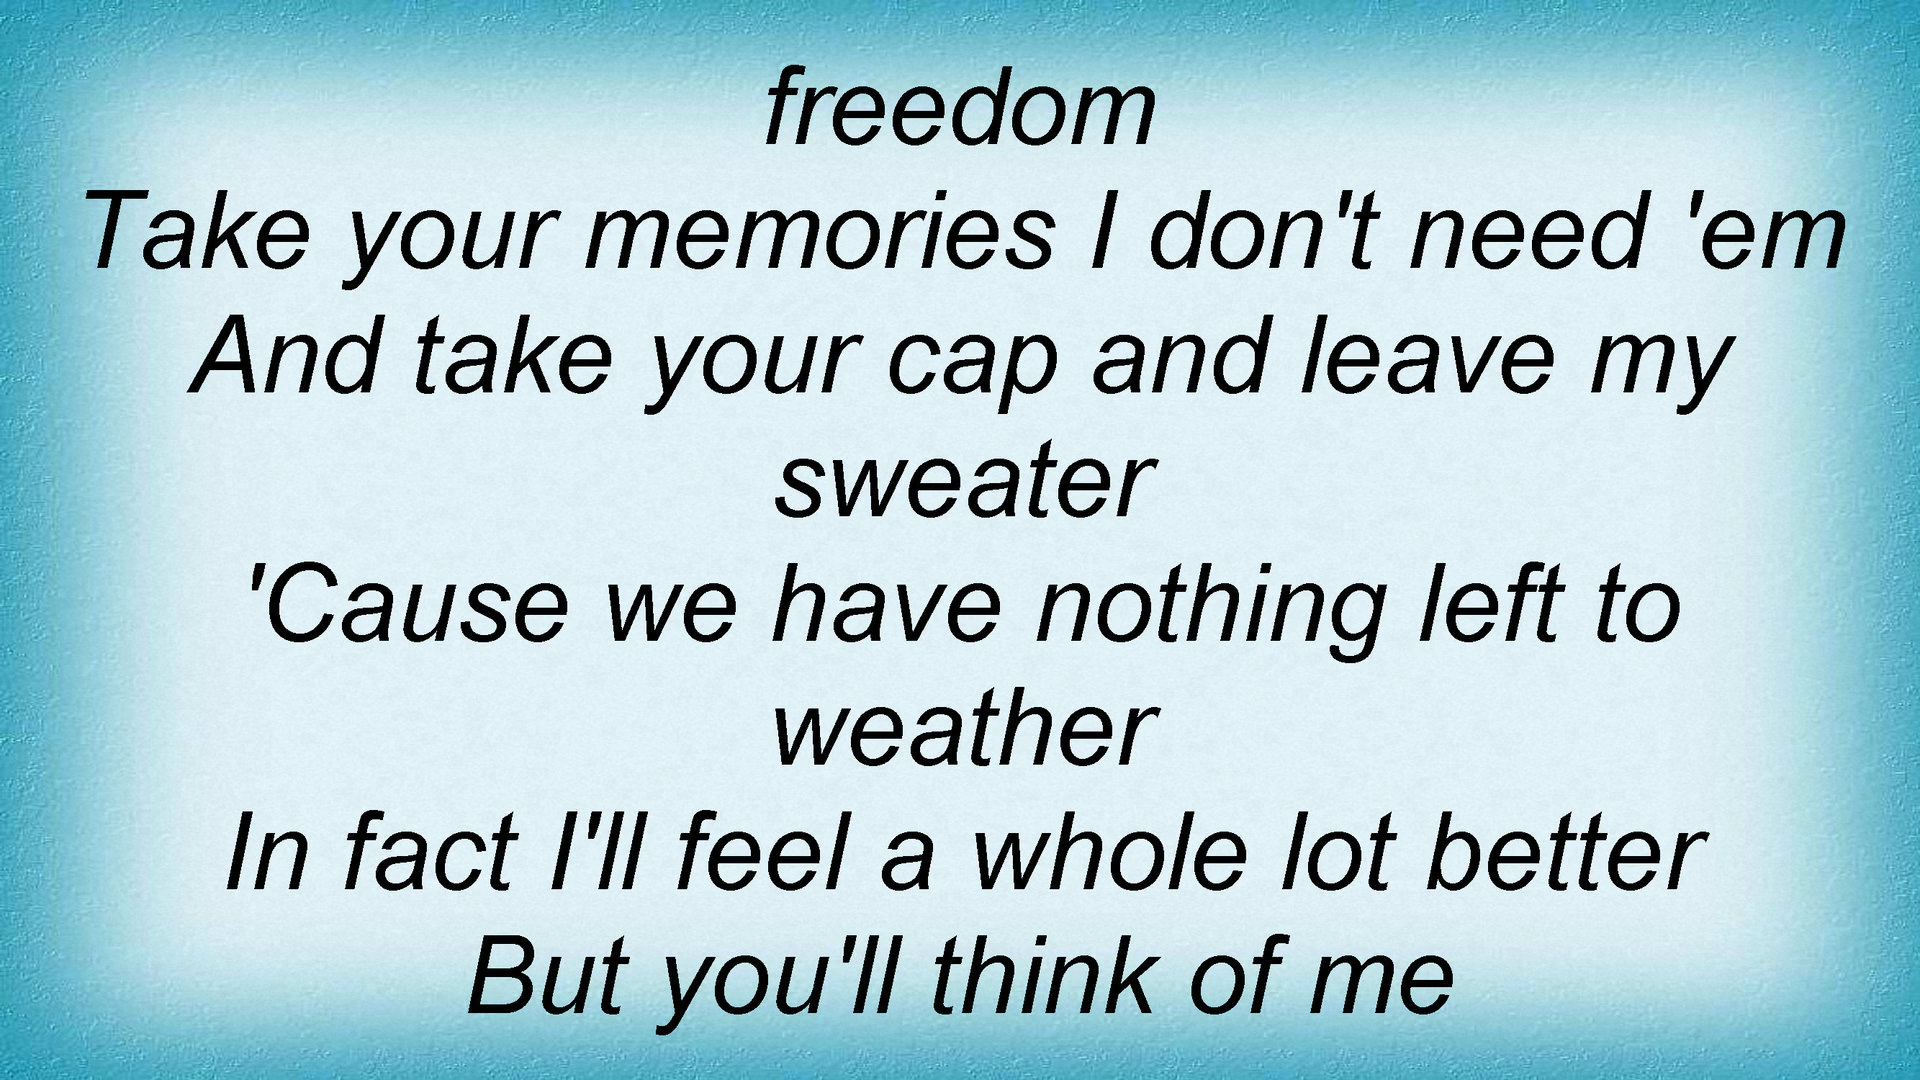 freedom
Take your memories I don't need 'em
And take your cap and leave my
sweater
'Cause we have nothing left to
weather
In fact I'll feel a whole lot better
But you'll think of me